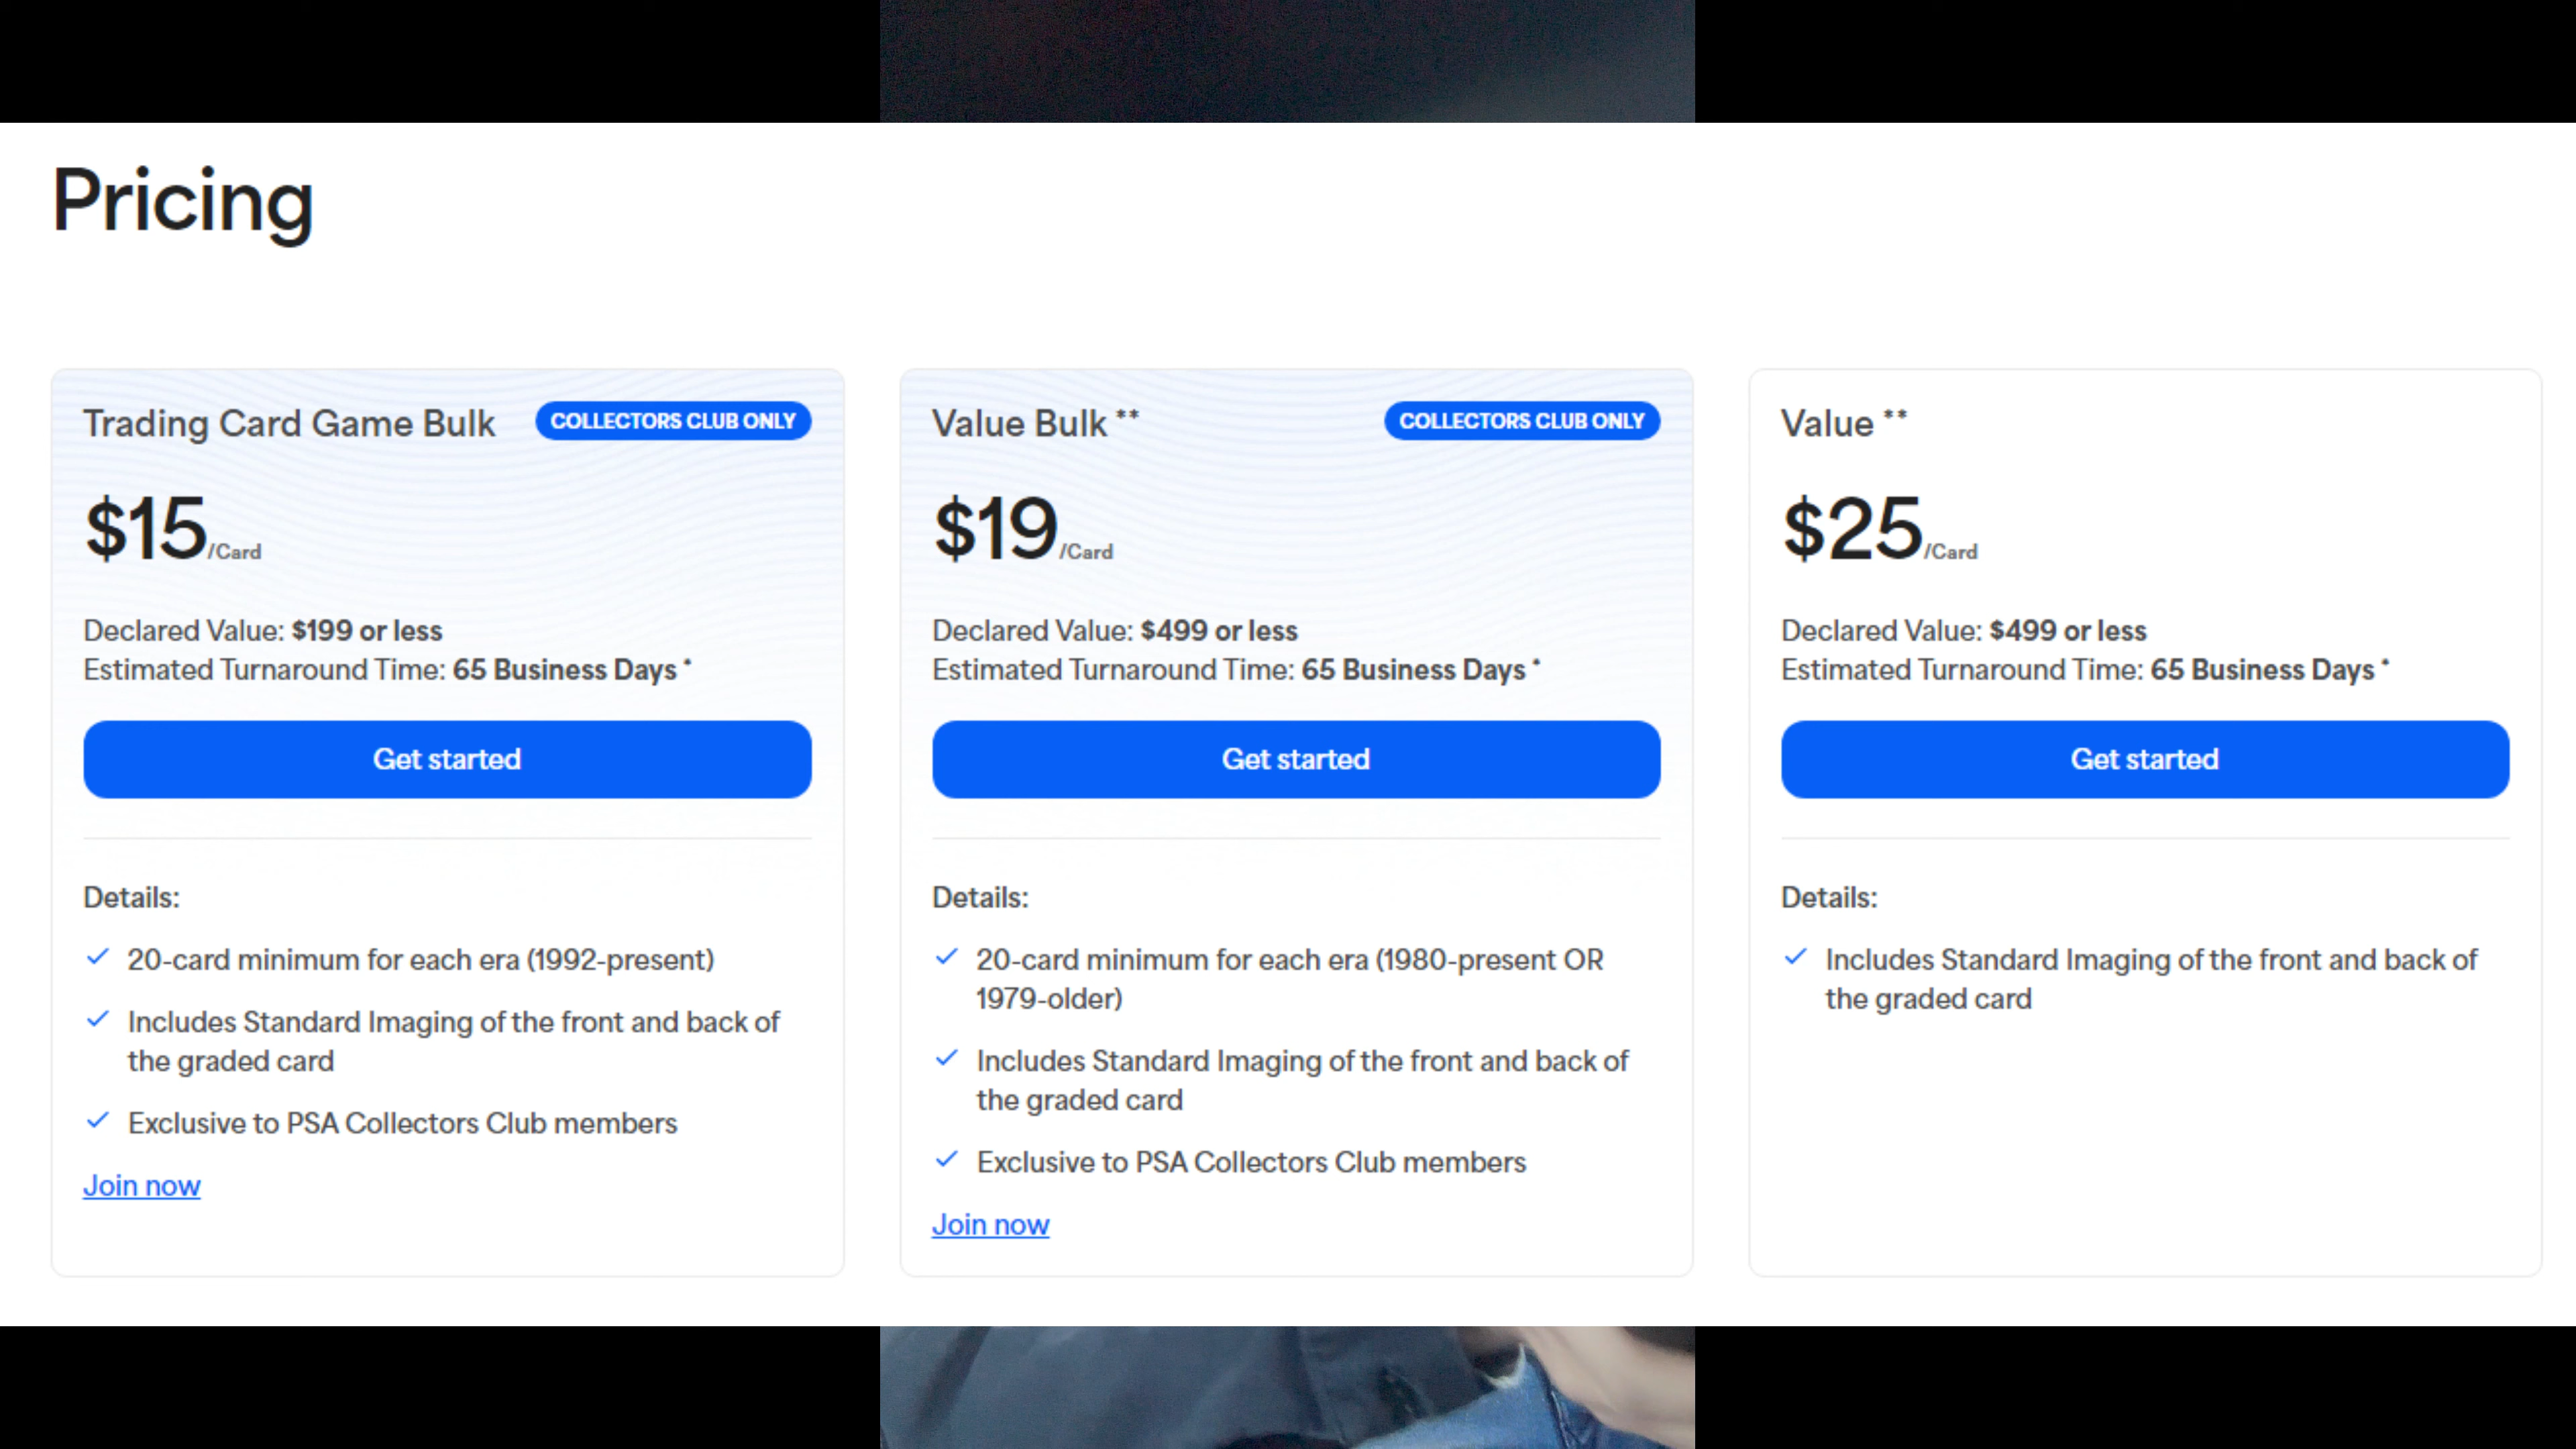 Pricing
Trading Card Game Bulk
COLLECTORS CLUB ONLY
$15/Card
Declared Value: $199 or less
Estimated Turnaround Time: 65 Business Days *
Get started
Details:
20-card minimum for each era (1992-present)
Includes Standard Imaging of the front and back of
the graded card
Exclusive to PSA Collectors Club members
Join now
Value Bulk **
COLLECTORS CLUB ONLY
$19/Card
Declared Value: $499 or less
Estimated Turnaround Time: 65 Business Days *
Get started
Details:
20-card minimum for each era (1980-present OR
1979-older)
Includes Standard Imaging of the front and back of
the graded card
Exclusive to PSA Collectors Club members
Join now
Value **
$25/Card
Declared Value: $499 or less
Estimated Turnaround Time: 65 Business Days *
Get started
Details:
Includes Standard Imaging of the front and back of
the graded card